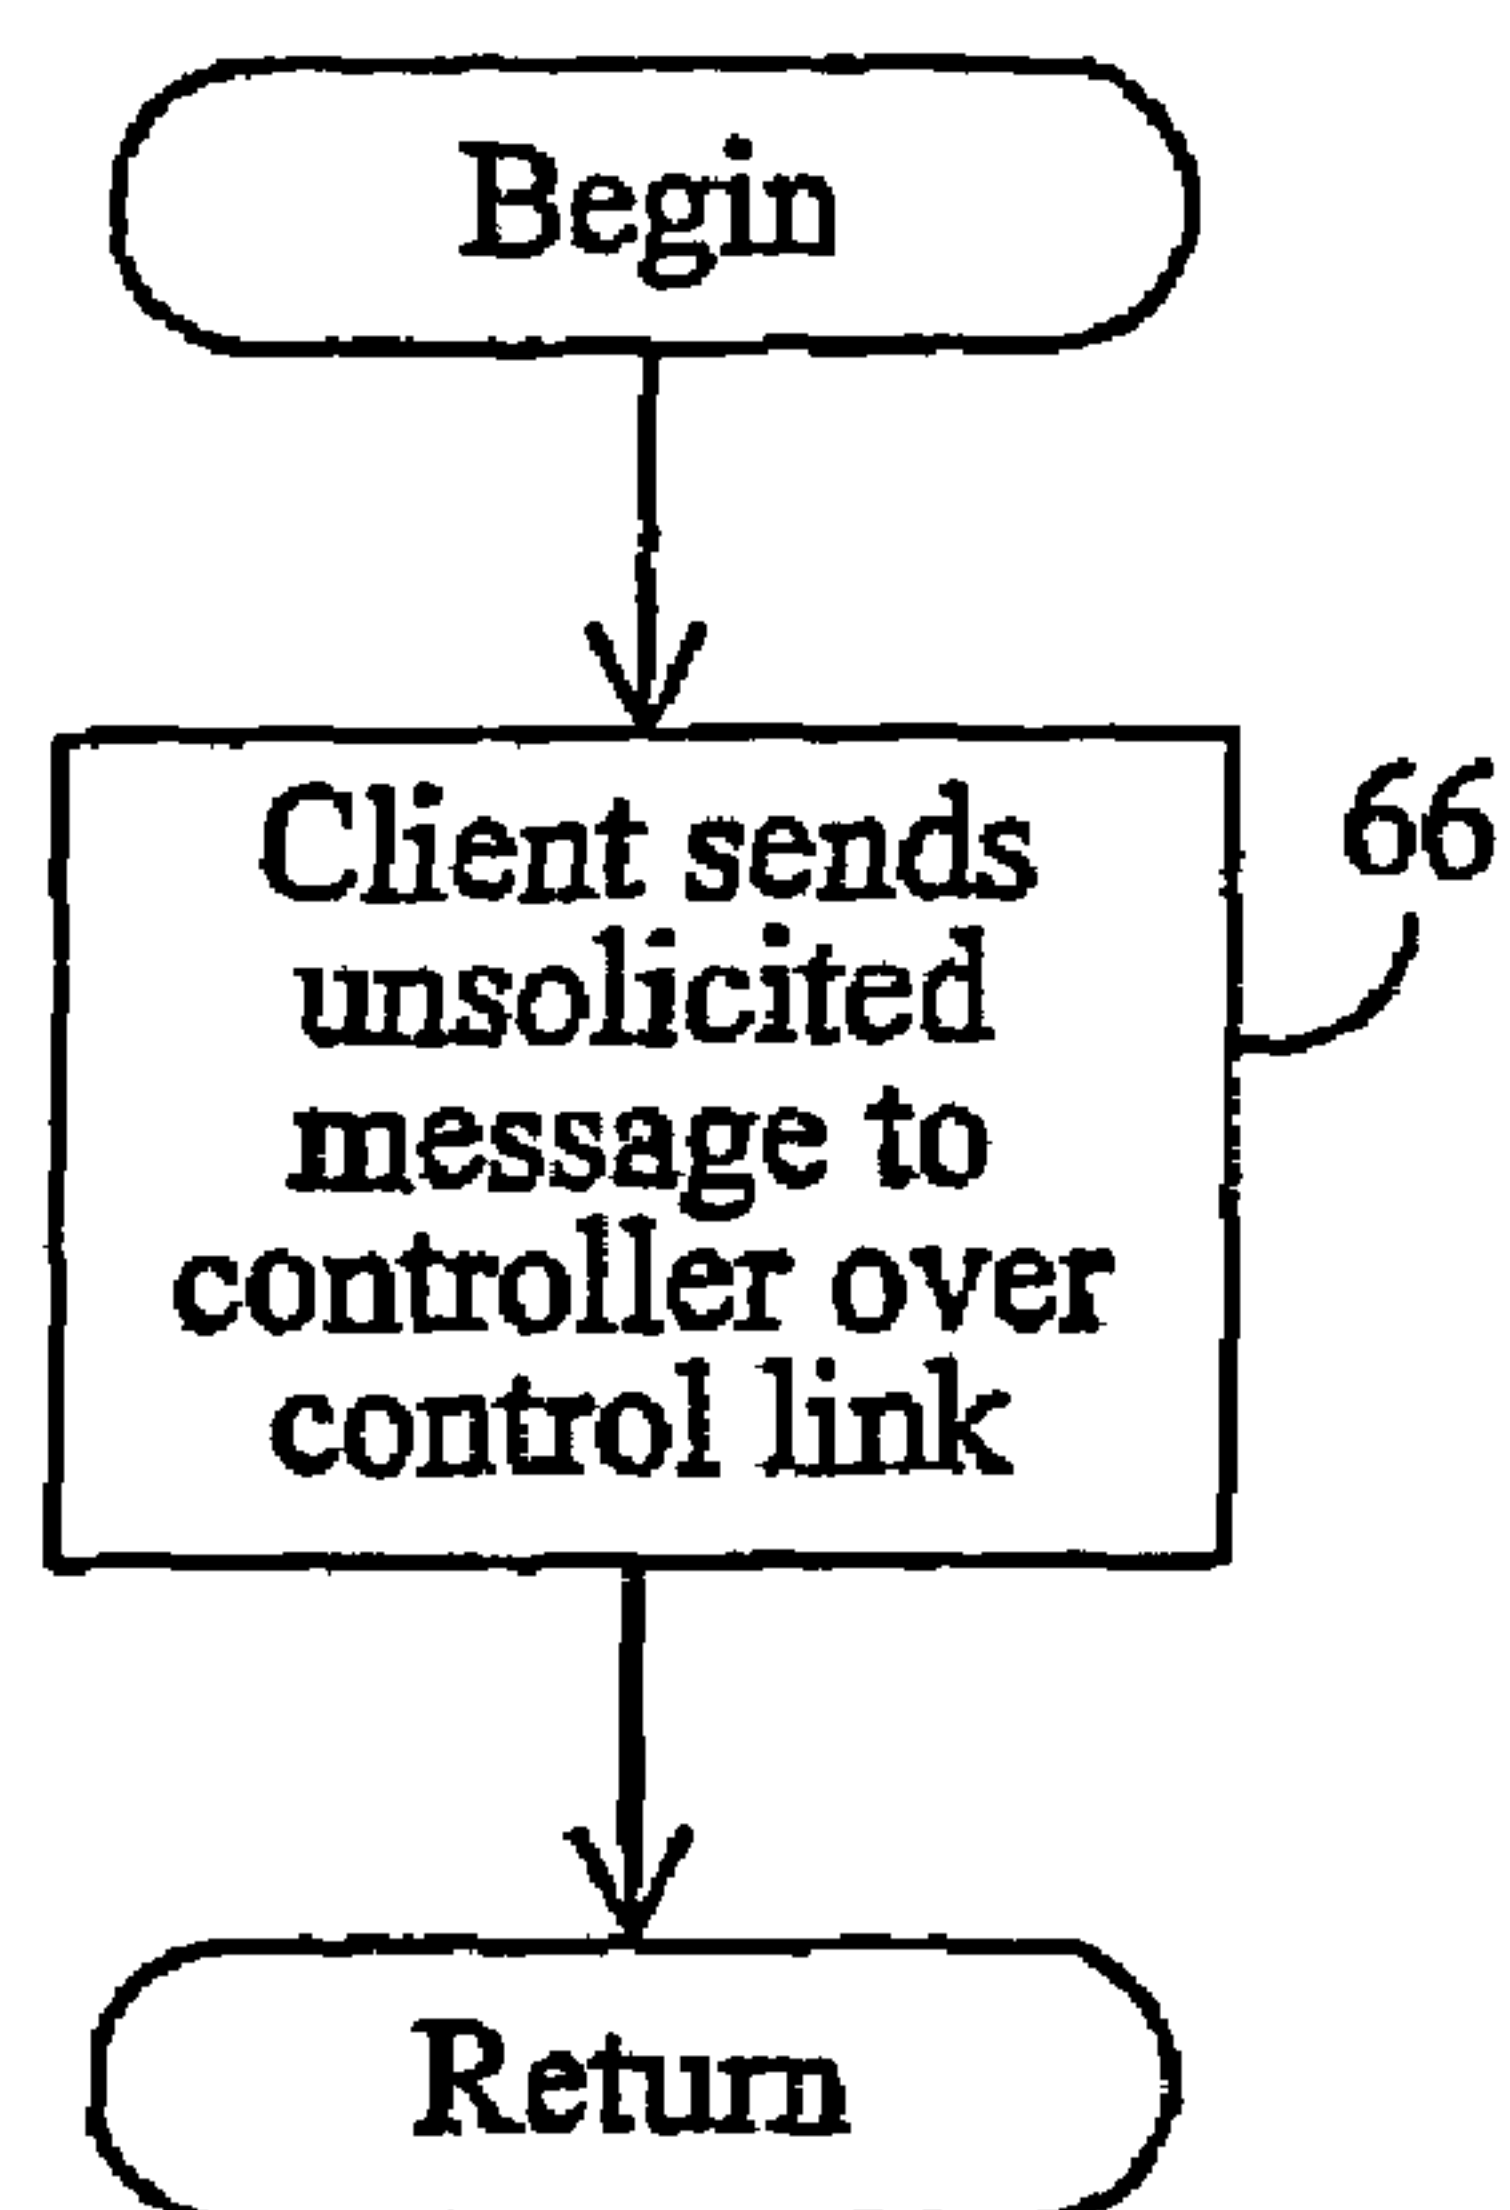 Begin
Client sends
66
unsolicited
message to
controller over
control link
Return